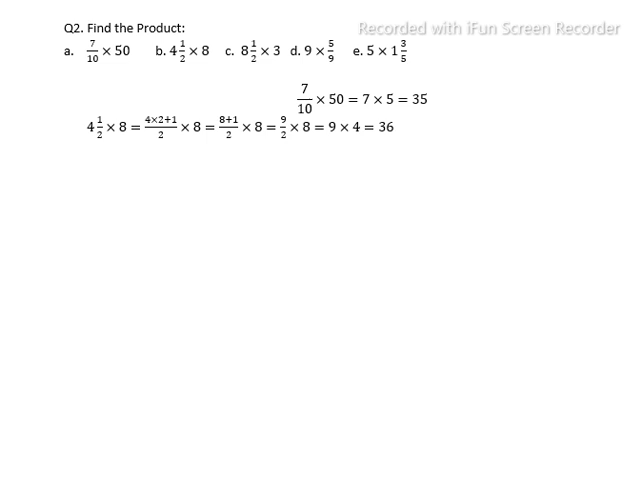 Q2. Find the Product:
Recorded with iFun Screen Recorder
a. 7/10 × 50 b. 4 1/2 × 8 c. 8 1/2 × 3 d. 9 × 5/9 e. 5 × 1 3/5
7/10 × 50 = 7 × 5 = 35
4 1/2 × 8 = 4×2+1/2 × 8 = 8+1/2 × 8 = 9/2 × 8 = 9 × 4 = 36